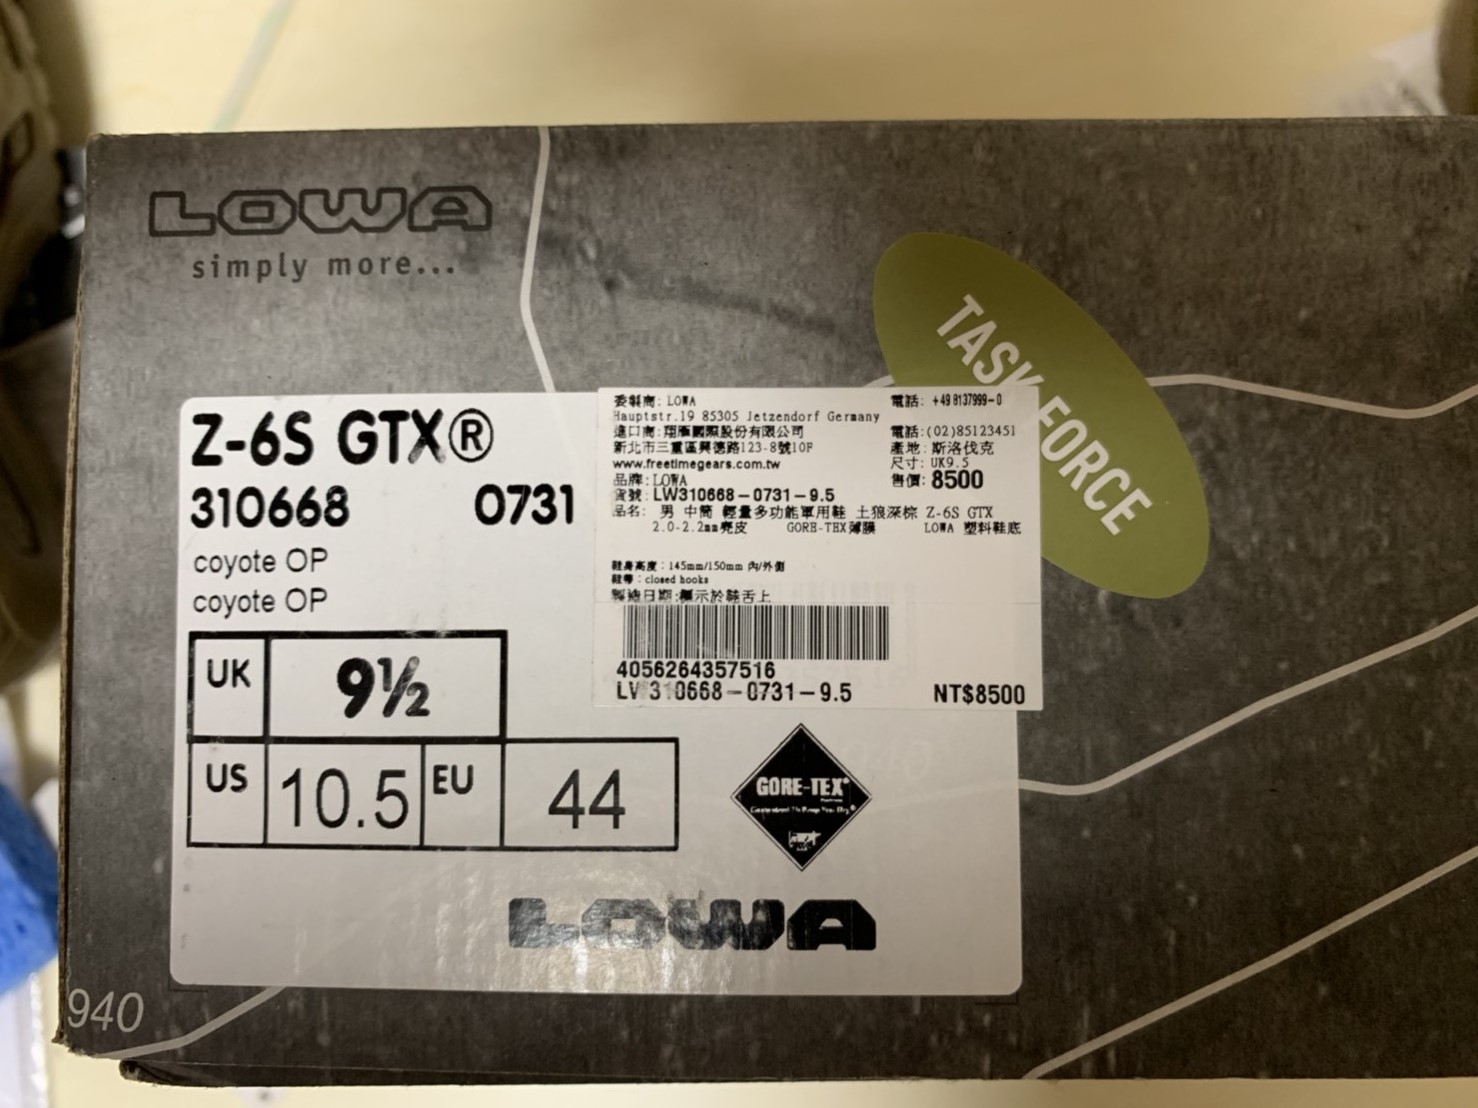 LOWA
simply more...
TASK FORCE
Z-6S GTX®
310668 0731
coyote OP
coyote OP
UK 9½
US 10.5 EU 44
委製商: LOWA 電話: +49 8137999-0
Hauptstr.19 85305 Jetzendorf Germany
進口商: 翔雁國際股份有限公司 電話:(02)85123451
新北市三重區興德路123-8號10F 產地: 斯洛伐克
www.freetimegears.com.tw 尺寸: UK9.5
品牌: LOWA 售價: 8500
貨號: LW310668-0731-9.5
品名: 男 中筒 輕量多功能軍用鞋 土狼深棕 Z-6S GTX
2.0-2.2mm麂皮 GORE-TEX薄膜 LOWA 塑料鞋底
鞋身高度: 145mm/150mm 內/外側
鞋帶: closed hooks
製造日期:標示於鞋舌上
4056264357516
LW310668-0731-9.5 NT$8500
GORE-TEX®
LOWA
940